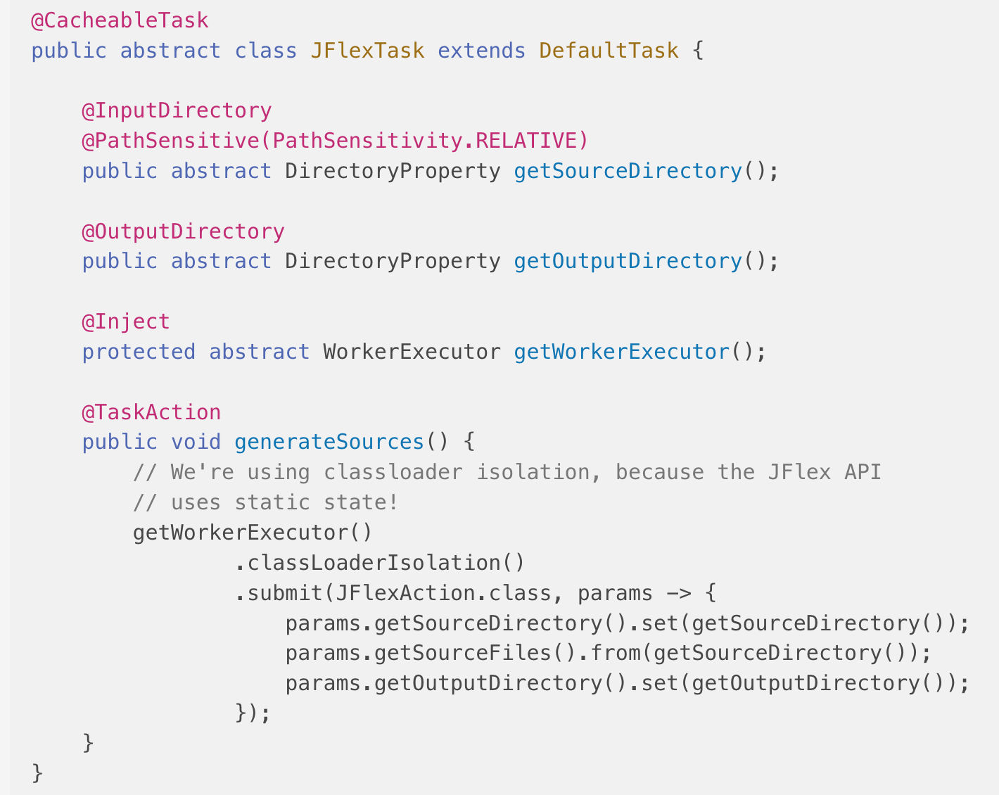 @CacheableTask
public abstract class JFlexTask extends DefaultTask {
@InputDirectory
@PathSensitive(PathSensitivity.RELATIVE)
public abstract DirectoryProperty getSourceDirectory();
@OutputDirectory
public abstract DirectoryProperty getOutputDirectory();
@Inject
protected abstract WorkerExecutor getWorkerExecutor();
@TaskAction
public void generateSources() {
// We're using classloader isolation, because the JFlex API
// uses static state!
getWorkerExecutor()
.classLoaderIsolation()
.submit(JFlexAction.class, params -> {
params.getSourceDirectory().set(getSourceDirectory());
params.getSourceFiles().from(getSourceDirectory());
params.getOutputDirectory().set(getOutputDirectory());
});
}
}